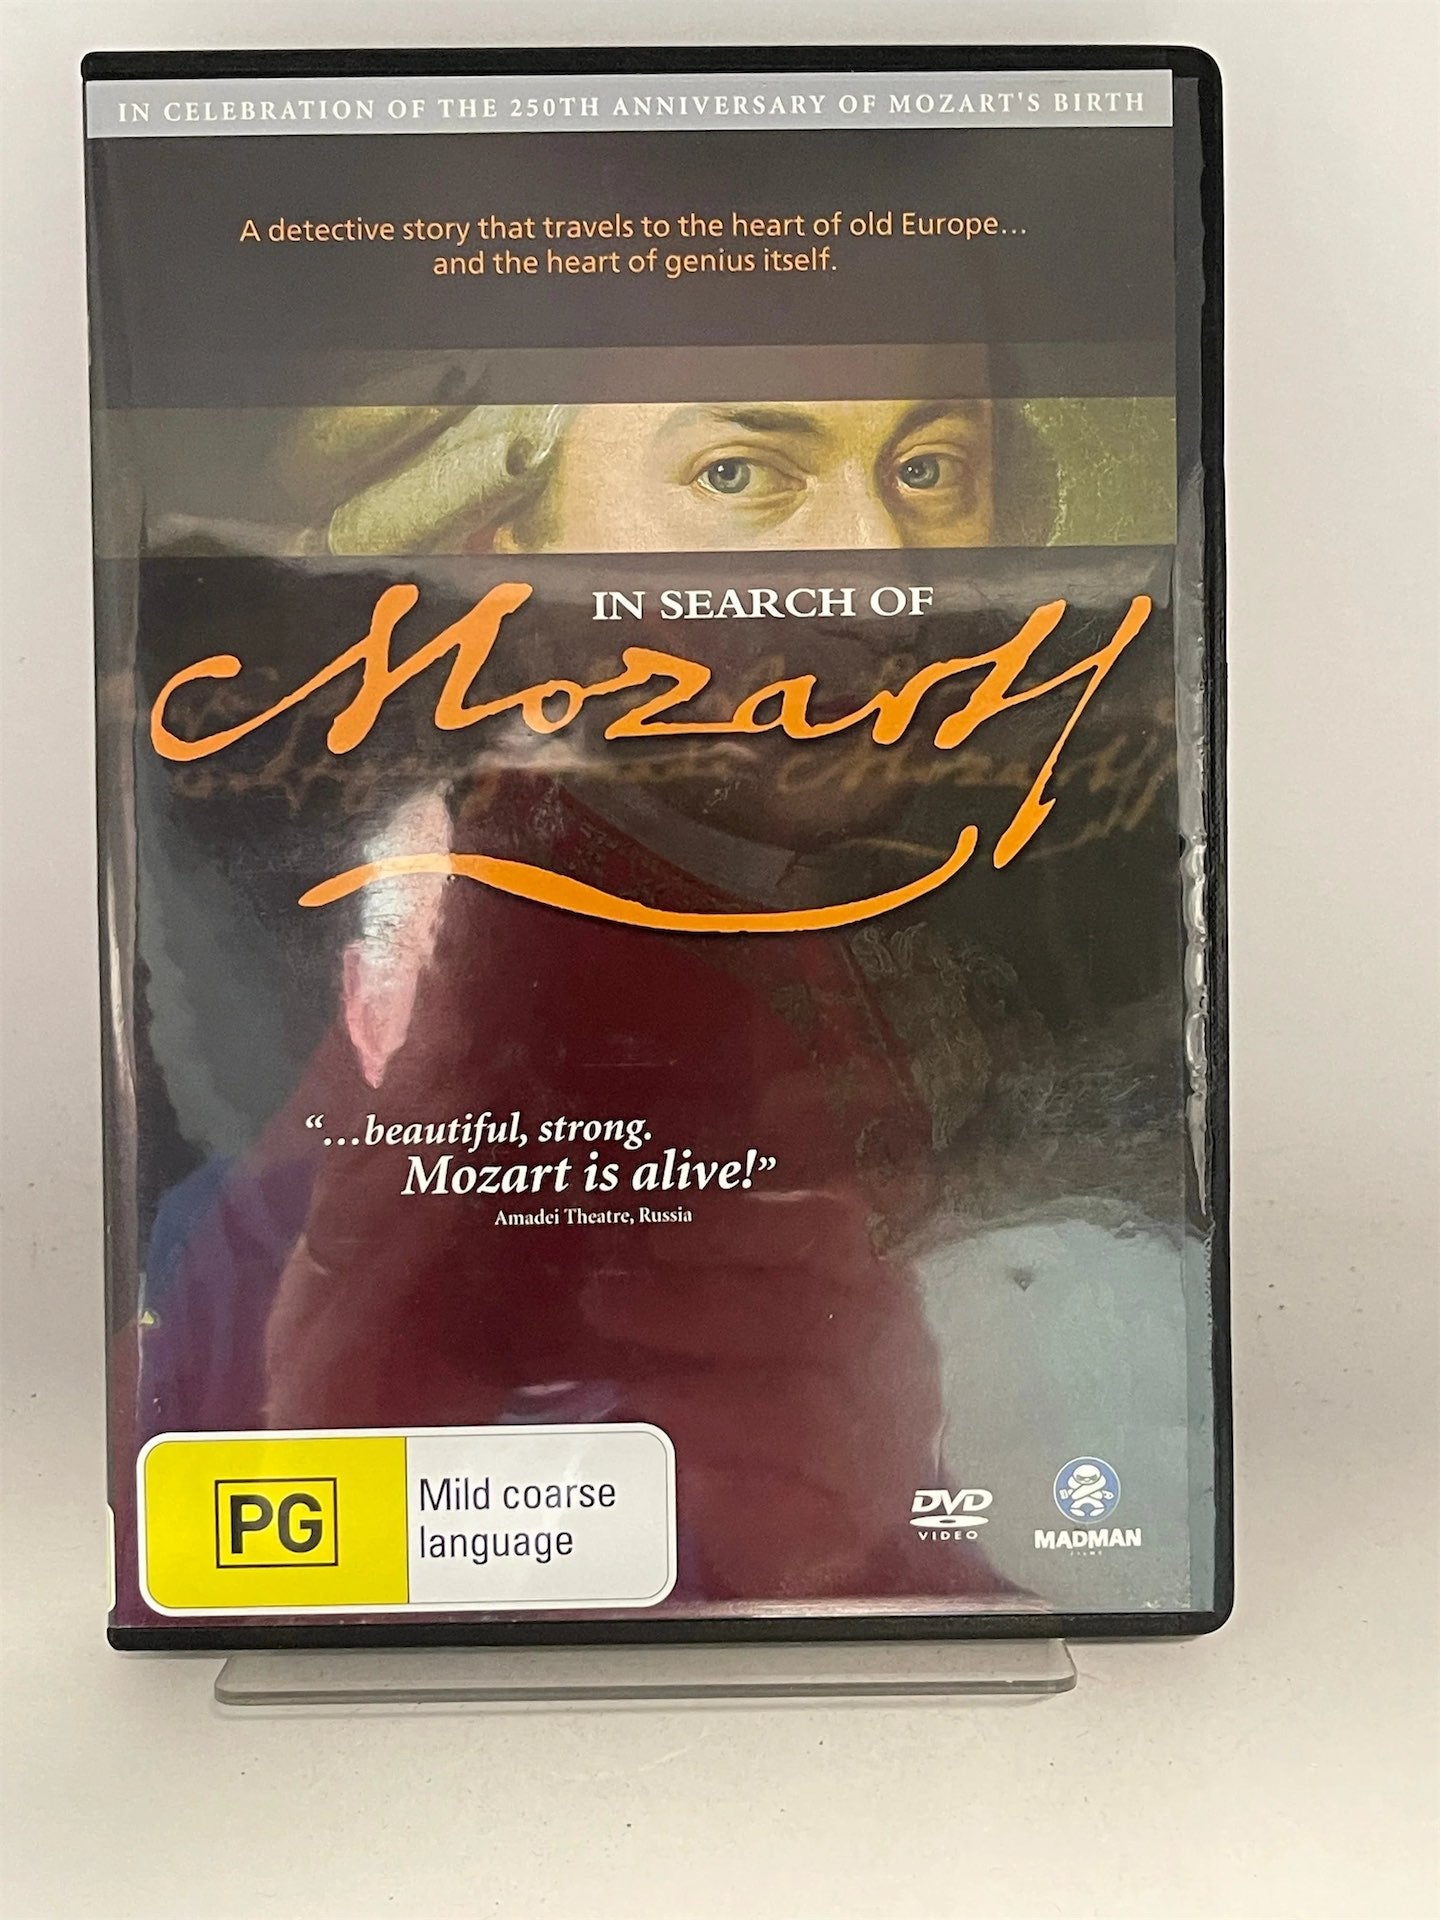 IN CELEBRATION OF THE 250TH ANNIVERSARY OF MOZART'S BIRTH
A detective story that travels to the heart of old Europe...
and the heart of genius itself.
IN SEARCH OF
Mozart
"...beautiful, strong.
Mozart is alive!"
Amadei Theatre, Russia
PG
Mild coarse
language
DVD
VIDEO
MADMAN